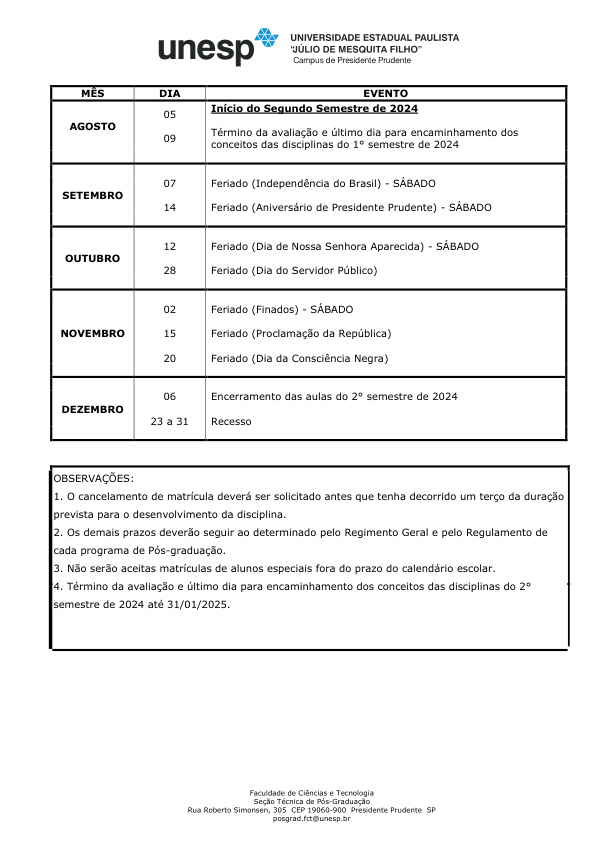 unesp
UNIVERSIDADE ESTADUAL PAULISTA
“JÚLIO DE MESQUITA FILHO”
Campus de Presidente Prudente
MÊS DIA EVENTO
AGOSTO
05 Início do Segundo Semestre de 2024
09 Término da avaliação e último dia para encaminhamento dos
conceitos das disciplinas do 1° semestre de 2024
SETEMBRO
07 Feriado (Independência do Brasil) - SÁBADO
14 Feriado (Aniversário de Presidente Prudente) - SÁBADO
OUTUBRO
12 Feriado (Dia de Nossa Senhora Aparecida) - SÁBADO
28 Feriado (Dia do Servidor Público)
NOVEMBRO
02 Feriado (Finados) - SÁBADO
15 Feriado (Proclamação da República)
20 Feriado (Dia da Consciência Negra)
DEZEMBRO
06 Encerramento das aulas do 2° semestre de 2024
23 a 31 Recesso
OBSERVAÇÕES:
1. O cancelamento de matrícula deverá ser solicitado antes que tenha decorrido um terço da duração
prevista para o desenvolvimento da disciplina.
2. Os demais prazos deverão seguir ao determinado pelo Regimento Geral e pelo Regulamento de
cada programa de Pós-graduação.
3. Não serão aceitas matrículas de alunos especiais fora do prazo do calendário escolar.
4. Término da avaliação e último dia para encaminhamento dos conceitos das disciplinas do 2°
semestre de 2024 até 31/01/2025.
Faculdade de Ciências e Tecnologia
Seção Técnica de Pós-Graduação
Rua Roberto Simonsen, 305 CEP 19060-900 Presidente Prudente SP
posgrad.fct@unesp.br